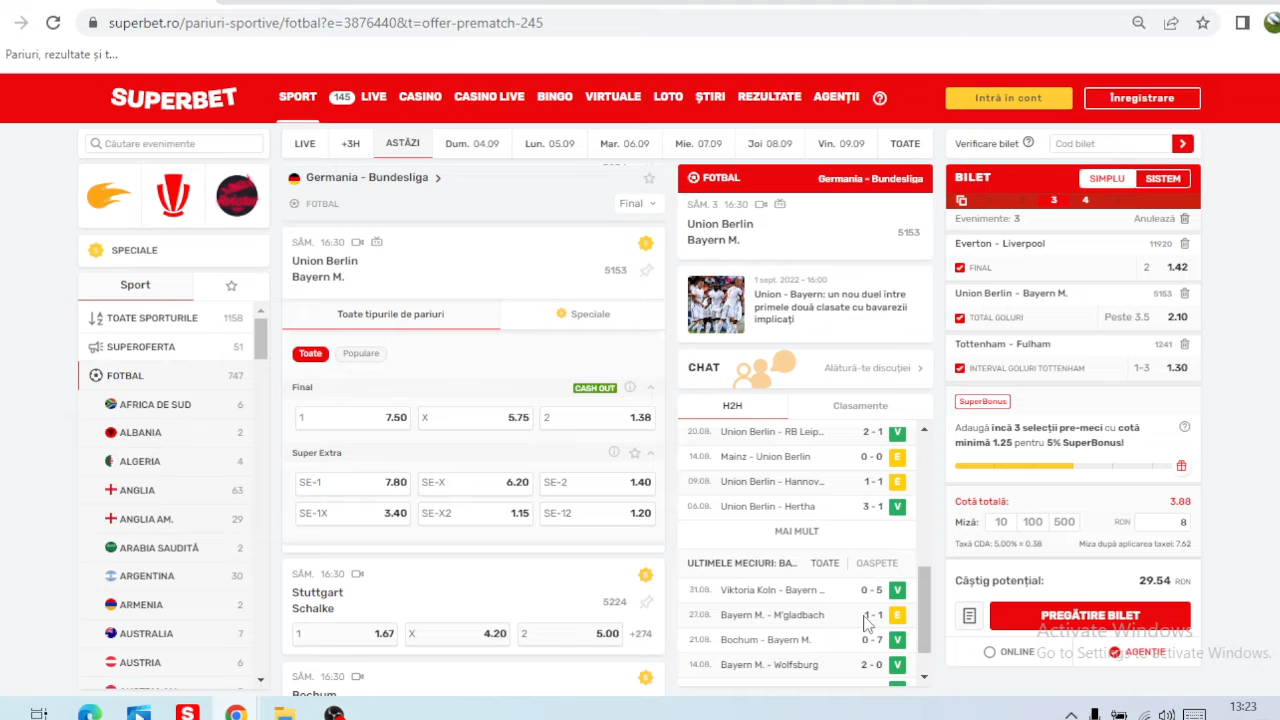 superbet.ro/pariuri-sportive/fotbal?e=3876440&t=offer-prematch-245
Pariuri, rezultate și t...
SUPERBET
SPORT 145 LIVE CASINO CASINO LIVE BINGO VIRTUALE LOTO ȘTIRI REZULTATE AGENȚII
Intră in cont
Înregistrare
Căutare evenimente
SPECIALE
Sport
TOATE SPORTURILE 1158
SUPEROFERTA 51
FOTBAL 747
AFRICA DE SUD 6
ALBANIA 2
ALGERIA 4
ANGLIA 63
ANGLIA AM. 29
ARABIA SAUDITĂ 2
ARGENTINA 30
ARMENIA 2
AUSTRALIA 7
AUSTRIA 6
LIVE +3H ASTĂZI Dum. 04.09 Lun. 05.09 Mar. 06.09 Mie. 07.09 Joi 08.09 Vin. 09.09 TOATE
Germania - Bundesliga
FOTBAL Final
SÂM. 16:30
Union Berlin
Bayern M. 5153
Toate tipurile de pariuri Speciale
Toate Populare
Final CASH OUT
1 7.50 X 5.75 2 1.38
Super Extra
SE-1 7.80 SE-X 6.20 SE-2 1.40
SE-1X 3.40 SE-X2 1.15 SE-12 1.20
SÂM. 16:30
Stuttgart
Schalke 5224
1 1.67 X 4.20 2 5.00 +274
SÂM. 16:30
Bochum
FOTBAL Germania - Bundesliga
SÂM. 3 16:30
Union Berlin
Bayern M. 5153
1 sept. 2022 - 16:00
Union - Bayern: un nou duel între
primele două clasate cu bavarezii
implicați
CHAT Alătură-te discuției
H2H Clasamente
20.08. Union Berlin - RB Leip... 2 - 1 V
14.08. Mainz - Union Berlin 0 - 0 E
09.08. Union Berlin - Hannov... 1 - 1 E
06.08. Union Berlin - Hertha 3 - 1 V
MAI MULT
ULTIMELE MECIURI: BA... TOATE OASPETE
31.08. Viktoria Koln - Bayern ... 0 - 5 V
27.08. Bayern M. - M'gladbach 1 - 1 E
21.08. Bochum - Bayern M. 0 - 7 V
14.08. Bayern M. - Wolfsburg 2 - 0 V
Verificare bilet Cod bilet
BILET SIMPLU SISTEM
3 4
Evenimente: 3 Anulează
Everton - Liverpool 11920
FINAL 2 1.42
Union Berlin - Bayern M. 5153
TOTAL GOLURI Peste 3.5 2.10
Tottenham - Fulham 1241
INTERVAL GOLURI TOTTENHAM 1-3 1.30
SuperBonus
Adaugă încă 3 selecții pre-meci cu cotă
minimă 1.25 pentru 5% SuperBonus!
Cotă totală: 3.88
Miză: 10 100 500 RON 8
Taxă CDA: 5.00% = 0.38 Miza după aplicarea taxei: 7.62
Câștig potențial: 29.54 RON
PREGĂTIRE BILET
ONLINE AGENȚIE
Activate Windows
Go to Settings to activate Windows.
13:23